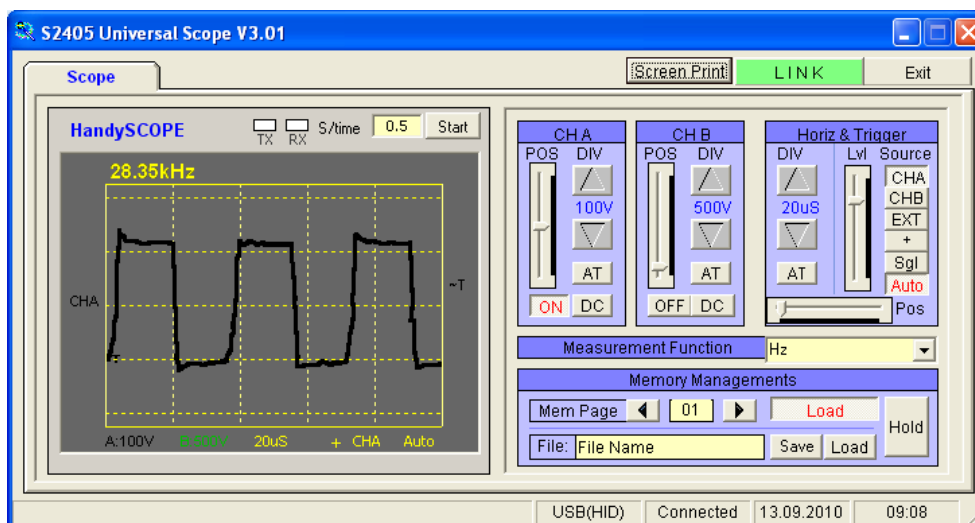 S2405 Universal Scope V3.01
Scope
Screen Print LINK Exit
HandySCOPE TX RX S/time 0.5 Start
28.35kHz
CHA
~T
T
A:100V B:500V 20uS + CHA Auto
CH A
POS DIV
100V
AT
ON DC
CH B
POS DIV
500V
AT
OFF DC
Horiz & Trigger
DIV Lvl Source
CHA
CHB
20uS
EXT
+
Sgl
AT
Auto
Pos
Measurement Function Hz
Memory Managements
Mem Page 01 Load
Hold
File: File Name Save Load
USB(HID) Connected 13.09.2010 09:08